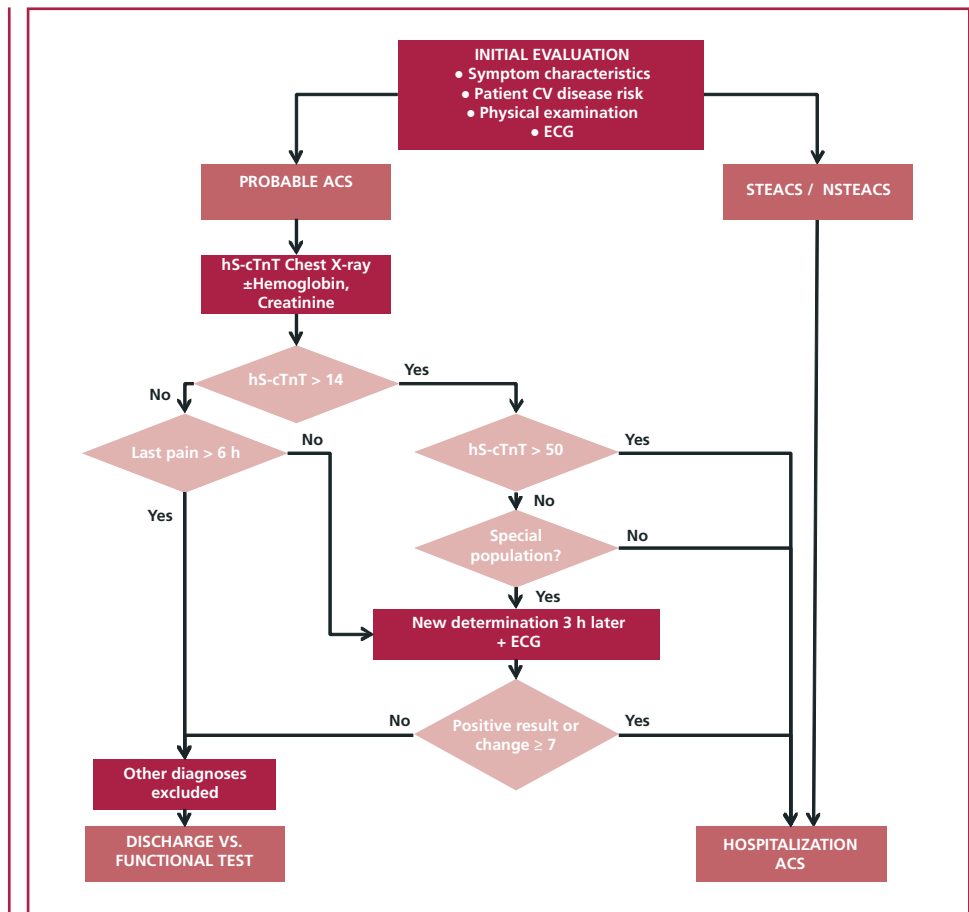 INITIAL EVALUATION
● Symptom characteristics
● Patient CV disease risk
● Physical examination
● ECG
PROBABLE ACS
STEACS / NSTEACS
hS-cTnT Chest X-ray
±Hemoglobin,
Creatinine
hS-cTnT > 14
Yes
No
Last pain > 6 h
No
hS-cTnT > 50
Yes
Yes
No
Special
population?
No
Yes
New determination 3 h later
+ ECG
No
Positive result or
change ≥ 7
Yes
Other diagnoses
excluded
DISCHARGE VS.
FUNCTIONAL TEST
HOSPITALIZATION
ACS